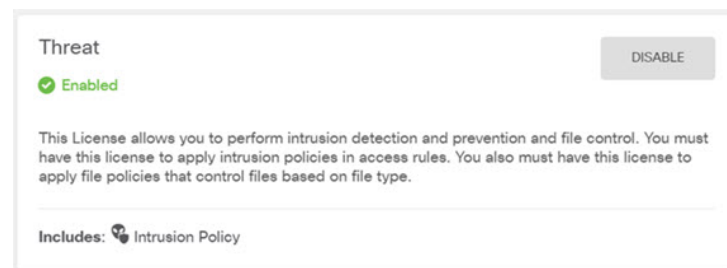 Threat
DISABLE
Enabled
This License allows you to perform intrusion detection and prevention and file control. You must
have this license to apply intrusion policies in access rules. You also must have this license to
apply file policies that control files based on file type.
Includes: Intrusion Policy